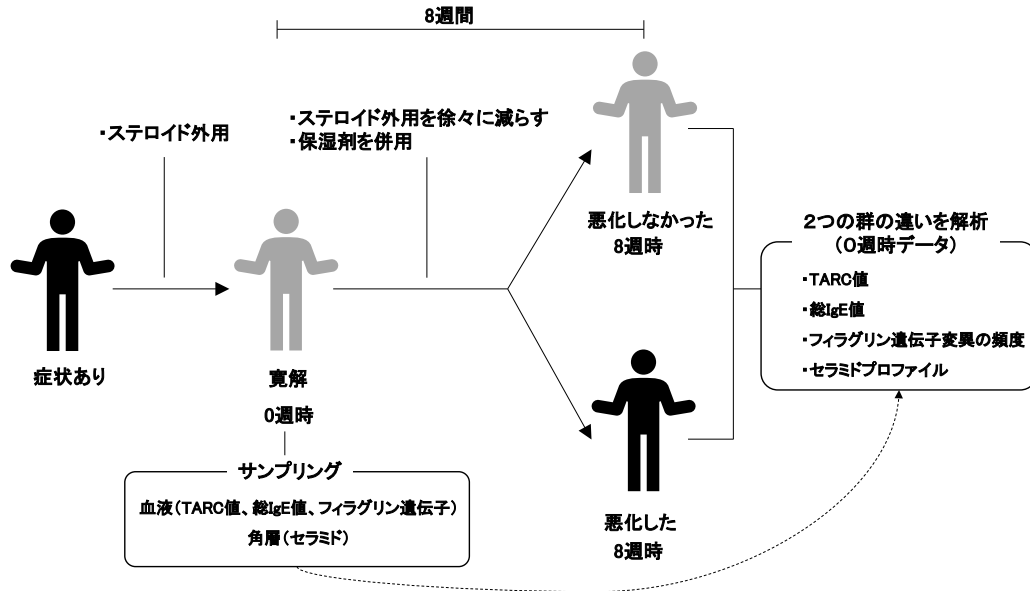 8週間
・ステロイド外用
・ステロイド外用を徐々に減らす
・保湿剤を併用
症状あり
寛解
0週時
悪化しなかった
8週時
悪化した
8週時
サンプリング
血液（TARC値、総IgE値、フィラグリン遺伝子）
角層（セラミド）
２つの群の違いを解析
（０週時データ）
・TARC値
・総IgE値
・フィラグリン遺伝子変異の頻度
・セラミドプロファイル